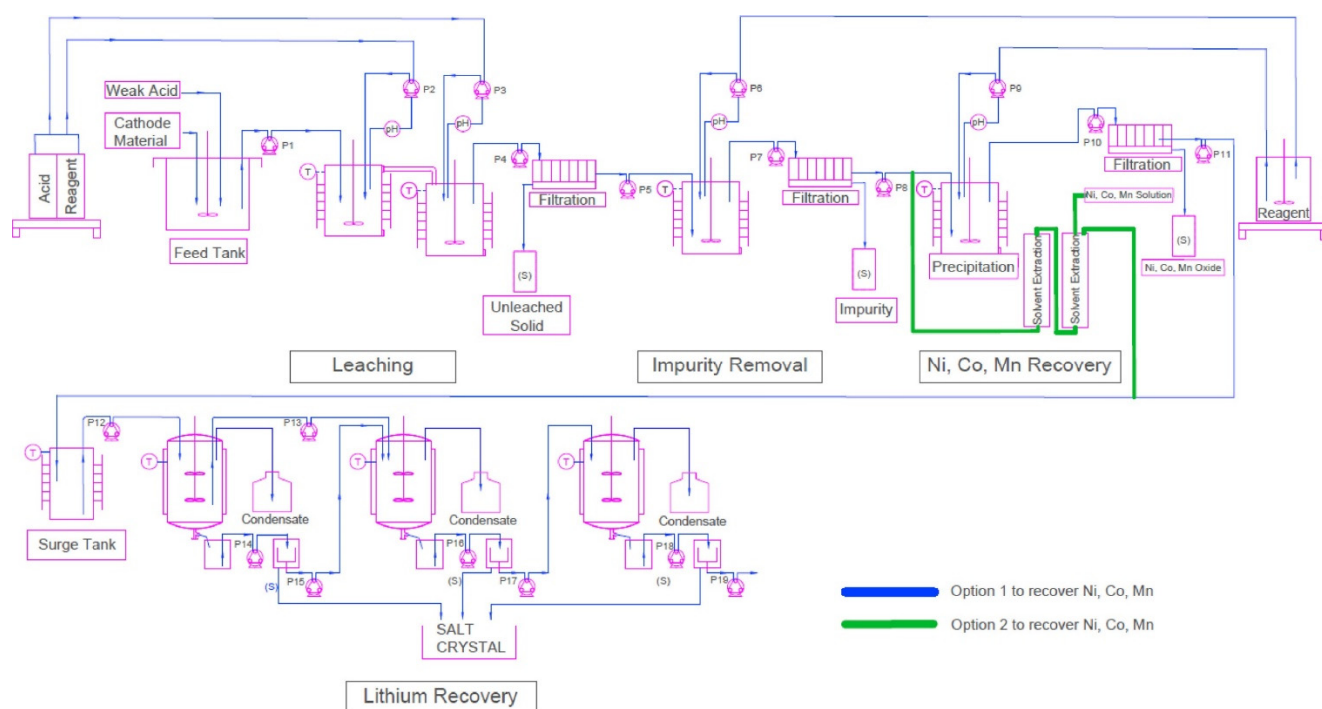 Weak Acid
Cathode
Material
Acid
Reagent
Feed Tank
P1
P2
P3
pH
pH
T
T
P4
Filtration
(S)
Unleached
Solid
P5
Leaching
P6
pH
T
P7
Filtration
(S)
Impurity
P8
Impurity Removal
P9
pH
T
Precipitation
P10
Filtration
P11
Ni, Co, Mn Solution
Solvent Extraction
Solvent Extraction
(S)
Ni, Co, Mn Oxide
Reagent
Ni, Co, Mn Recovery
T
Surge Tank
P12
T
Condensate
P13
P14
(S)
P15
T
Condensate
P16
(S)
P17
T
Condensate
P18
(S)
P19
SALT
CRYSTAL
Lithium Recovery
Option 1 to recover Ni, Co, Mn
Option 2 to recover Ni, Co, Mn